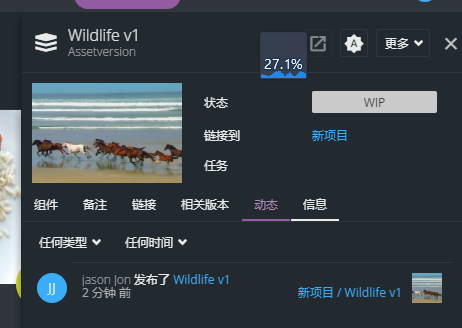 Wildlife v1
Assetversion
27.1%
A
更多
状态 WIP
链接到 新项目
任务
组件 备注 链接 相关版本 动态 信息
任何类型 任何时间
JJ
jason Jon 发布了 Wildlife v1
2 分钟 前
新项目 / Wildlife v1